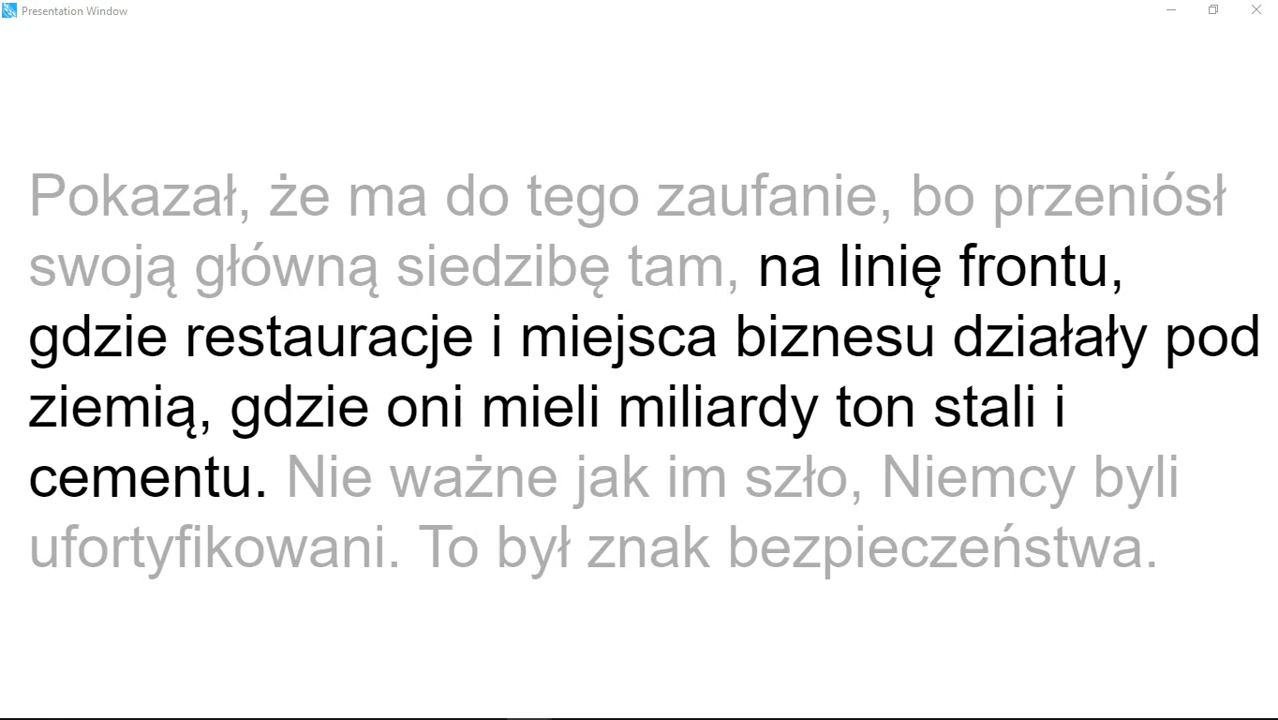 Presentation Window
Pokazał, że ma do tego zaufanie, bo przeniósł
swoją główną siedzibę tam, na linię frontu,
gdzie restauracje i miejsca biznesu działały pod
ziemią, gdzie oni mieli miliardy ton stali i
cementu. Nie ważne jak im szło, Niemcy byli
ufortyfikowani. To był znak bezpieczeństwa.